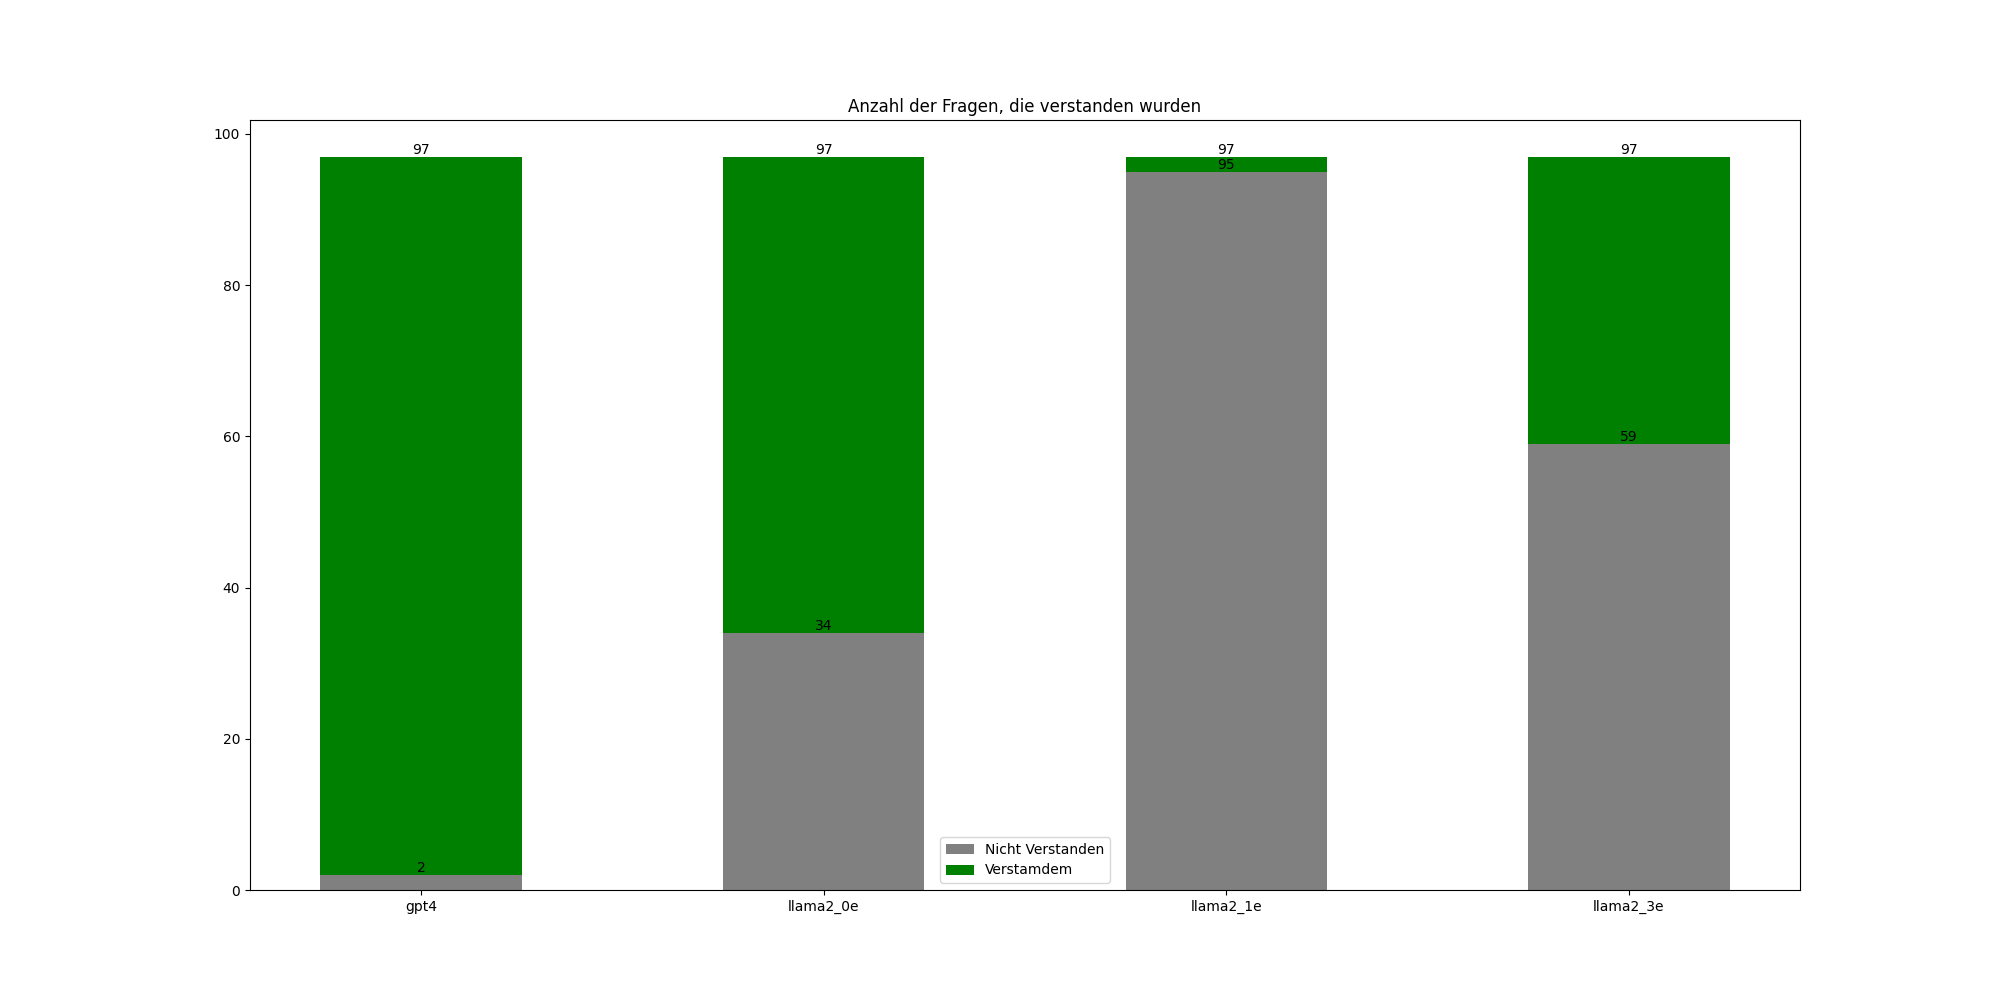 Anzahl der Fragen, die verstanden wurden
100
80
60
40
20
0
97
97
97
97
95
59
34
2
Nicht Verstanden
Verstamdem
gpt4
llama2_0e
llama2_1e
llama2_3e